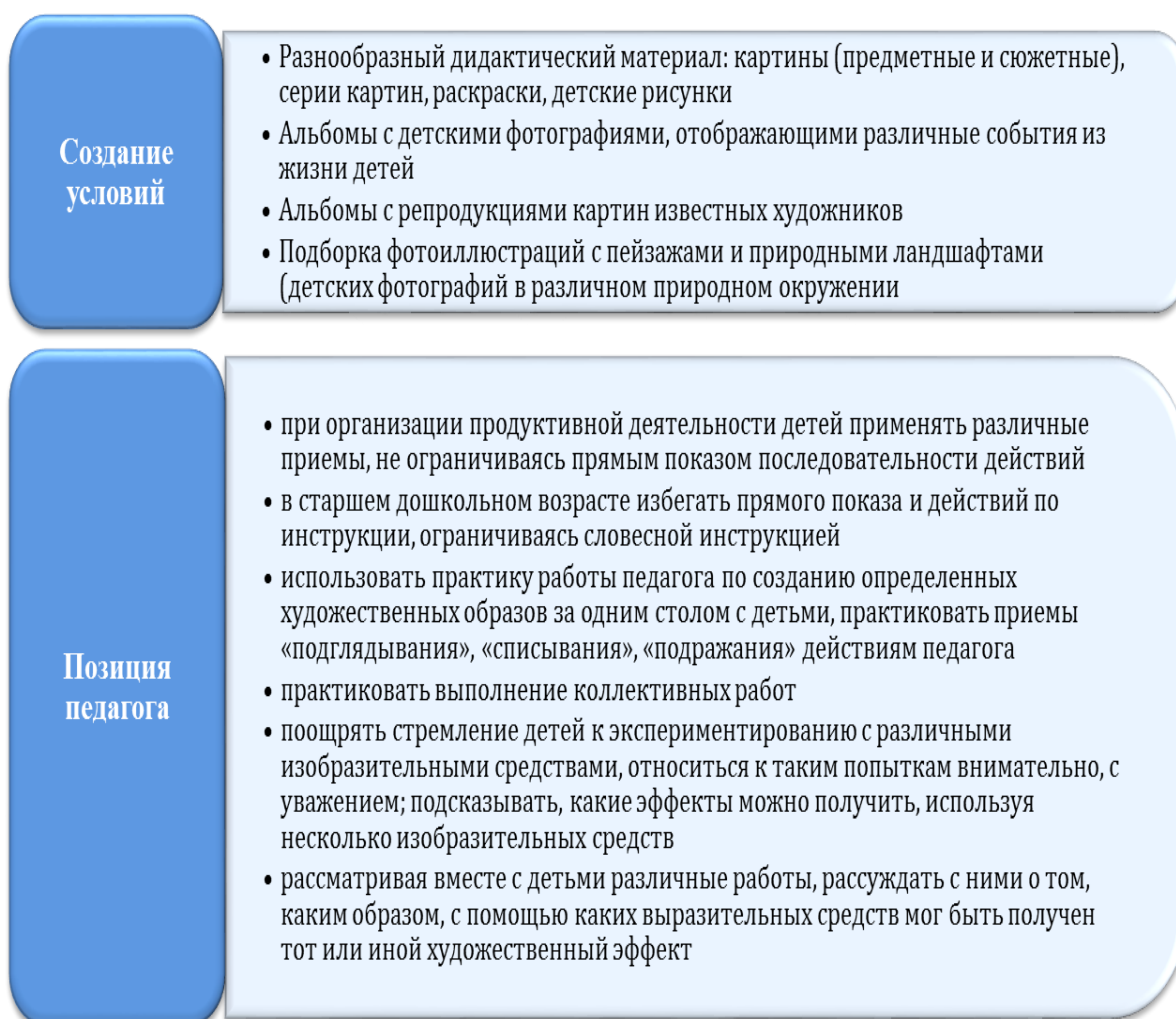 Создание
условий
• Разнообразный дидактический материал: картины (предметные и сюжетные),
серии картин, раскраски, детские рисунки
• Альбомы с детскими фотографиями, отображающими различные события из
жизни детей
• Альбомы с репродукциями картин известных художников
• Подборка фотоиллюстраций с пейзажами и природными ландшафтами
(детских фотографий в различном природном окружении
Позиция
педагога
• при организации продуктивной деятельности детей применять различные
приемы, не ограничиваясь прямым показом последовательности действий
• в старшем дошкольном возрасте избегать прямого показа и действий по
инструкции, ограничиваясь словесной инструкцией
• использовать практику работы педагога по созданию определенных
художественных образов за одним столом с детьми, практиковать приемы
«подглядывания», «списывания», «подражания» действиям педагога
• практиковать выполнение коллективных работ
• поощрять стремление детей к экспериментированию с различными
изобразительными средствами, относиться к таким попыткам внимательно, с
уважением; подсказывать, какие эффекты можно получить, используя
несколько изобразительных средств
• рассматривая вместе с детьми различные работы, рассуждать с ними о том,
каким образом, с помощью каких выразительных средств мог быть получен
тот или иной художественный эффект